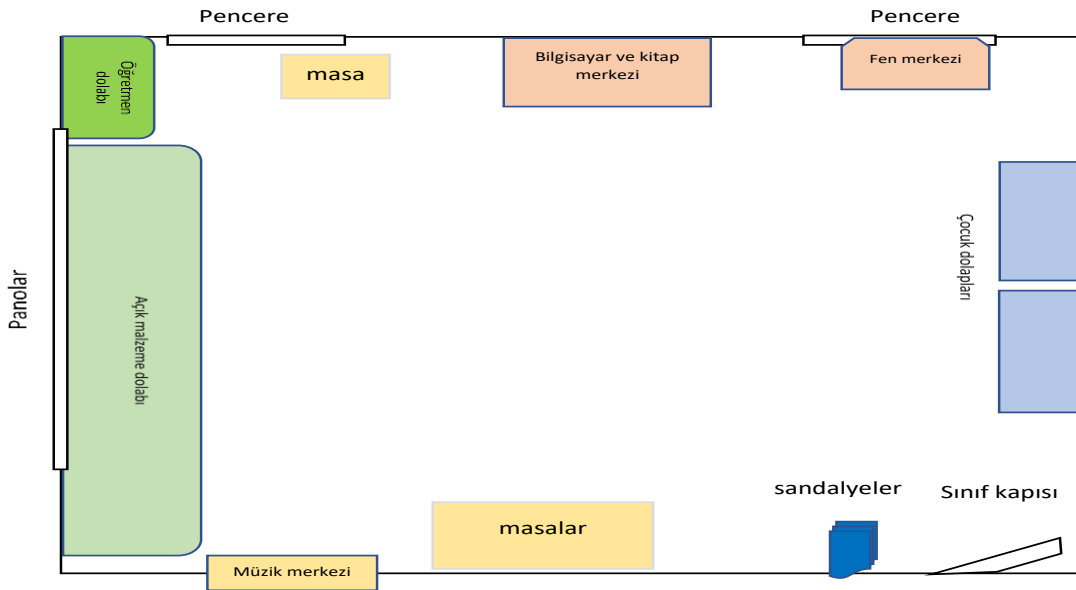 Pencere
Pencere
Öğretmen
dolabı
masa
Bilgisayar ve kitap
merkezi
Fen merkezi
Panolar
Açık malzeme dolabı
Çocuk dolapları
sandalyeler
Sınıf kapısı
masalar
Müzik merkezi